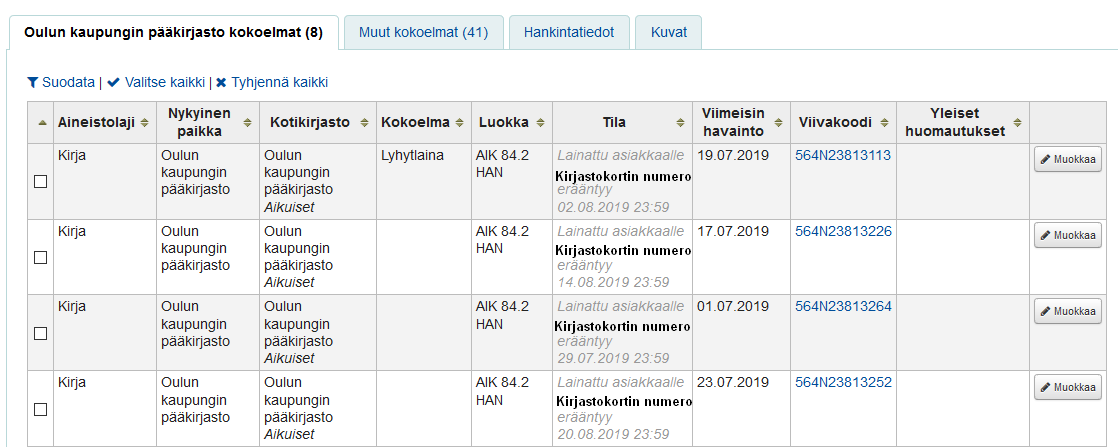 Oulun kaupungin pääkirjasto kokoelmat (8) Muut kokoelmat (41) Hankintatiedot Kuvat
Suodata | Valitse kaikki | Tyhjennä kaikki
Aineistolaji Nykyinen paikka Kotikirjasto Kokoelma Luokka Tila Viimeisin havainto Viivakoodi Yleiset huomautukset
Kirja Oulun Oulun Lyhytlaina AIK 84.2 Lainattu asiakkaalle 19.07.2019 564N23813113 Muokkaa
kaupungin kaupungin HAN Kirjastokortin numero
pääkirjasto pääkirjasto erääntyy
Aikuiset 02.08.2019 23:59
Kirja Oulun Oulun AIK 84.2 Lainattu asiakkaalle 17.07.2019 564N23813226 Muokkaa
kaupungin kaupungin HAN Kirjastokortin numero
pääkirjasto pääkirjasto erääntyy
Aikuiset 14.08.2019 23:59
Kirja Oulun Oulun AIK 84.2 Lainattu asiakkaalle 01.07.2019 564N23813264 Muokkaa
kaupungin kaupungin HAN Kirjastokortin numero
pääkirjasto pääkirjasto erääntyy
Aikuiset 29.07.2019 23:59
Kirja Oulun Oulun AIK 84.2 Lainattu asiakkaalle 23.07.2019 564N23813252 Muokkaa
kaupungin kaupungin HAN Kirjastokortin numero
pääkirjasto pääkirjasto erääntyy
Aikuiset 20.08.2019 23:59